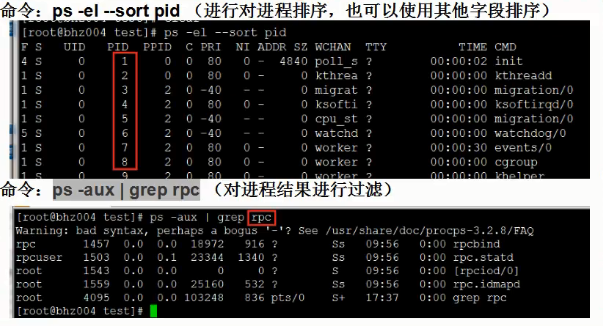 命令：ps -el --sort pid （进行对进程排序，也可以使用其他字段排序）
[root@bhz004 test]# ps -el --sort pid
F S UID PID PPID C PRI NI ADDR SZ WCHAN TTY TIME CMD
4 S 0 1 0 0 80 0 - 4840 poll_s ? 00:00:02 init
1 S 0 2 0 0 80 0 - 0 kthrea ? 00:00:00 kthreadd
1 S 0 3 2 0 -40 - - 0 migrat ? 00:00:00 migration/0
1 S 0 4 2 0 80 0 - 0 ksofti ? 00:00:00 ksoftirqd/0
1 S 0 5 2 0 -40 - - 0 cpu_st ? 00:00:00 migration/0
5 S 0 6 2 0 -40 - - 0 watchd ? 00:00:00 watchdog/0
1 S 0 7 2 0 80 0 - 0 worker ? 00:00:30 events/0
1 S 0 8 2 0 80 0 - 0 worker ? 00:00:00 cgroup
1 S 0 9 2 0 80 0 - 0 worker ? 00:00:00 khelper
命令：ps -aux | grep rpc （对进程结果进行过滤）
[root@bhz004 test]# ps -aux | grep rpc
Warning: bad syntax, perhaps a bogus '-'? See /usr/share/doc/procps-3.2.8/FAQ
rpc 1457 0.0 0.0 18972 916 ? Ss 09:56 0:00 rpcbind
rpcuser 1503 0.0 0.1 23344 1340 ? Ss 09:56 0:00 rpc.statd
root 1543 0.0 0.0 0 0 ? S 09:56 0:00 [rpciod/0]
root 1559 0.0 0.0 25160 532 ? Ss 09:56 0:00 rpc.idmapd
root 4095 0.0 0.0 103248 836 pts/0 S+ 17:37 0:00 grep rpc
[root@bhz004 test]#